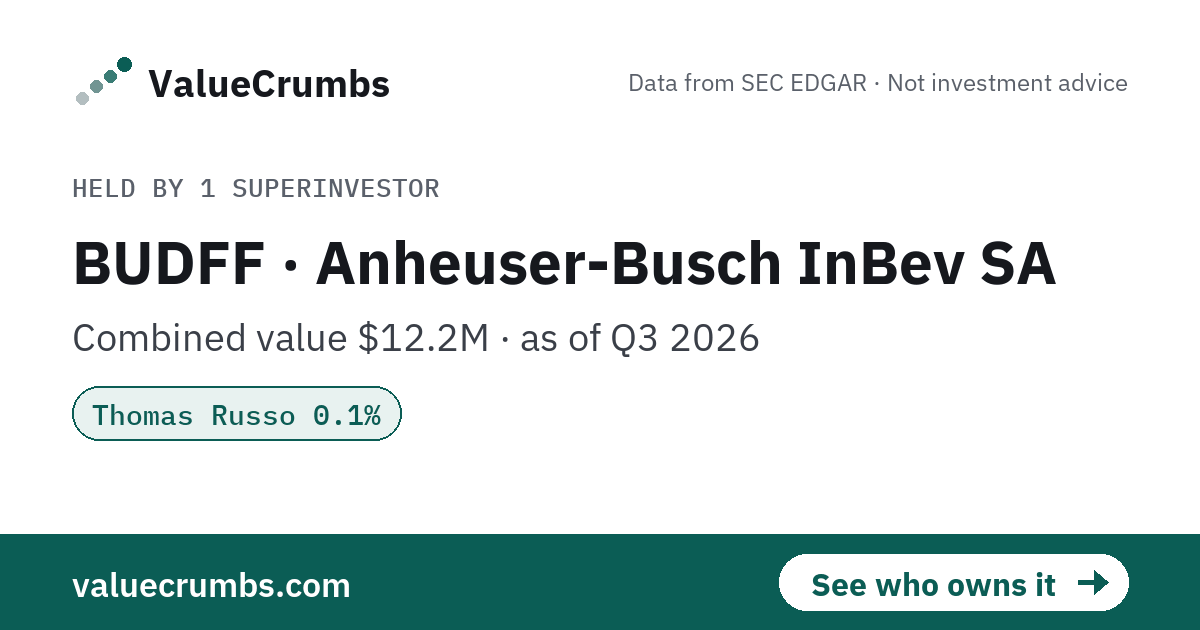 ValueCrumbs
Data from SEC EDGAR · Not investment advice
HELD BY 1 SUPERINVESTOR
BUDFF · Anheuser-Busch InBev SA
Combined value $12.2M · as of Q3 2026
Thomas Russo 0.1%
valuecrumbs.com
See who owns it →